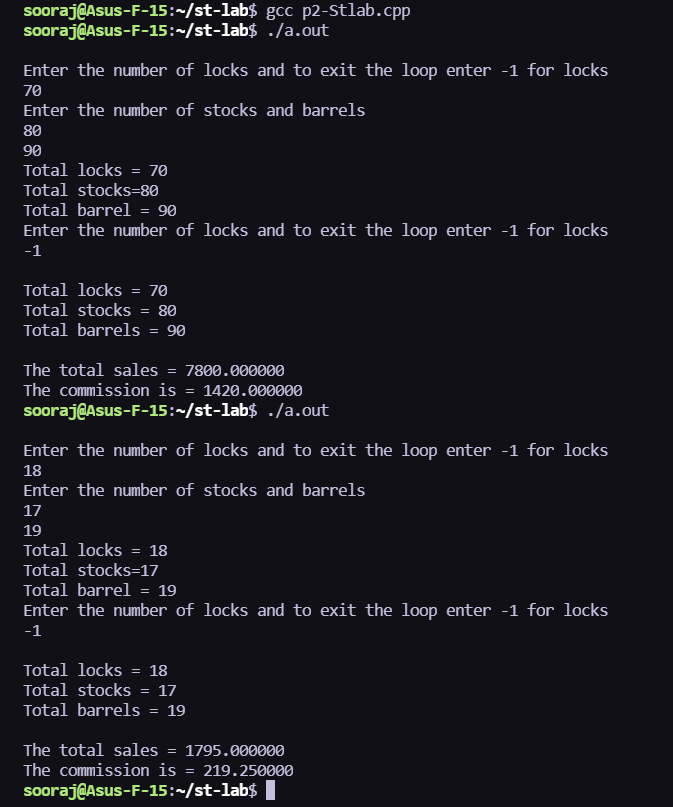 sooraj@Asus-F-15:~/st-lab$ gcc p2-Stlab.cpp
sooraj@Asus-F-15:~/st-lab$ ./a.out
Enter the number of locks and to exit the loop enter -1 for locks
70
Enter the number of stocks and barrels
80
90
Total locks = 70
Total stocks=80
Total barrel = 90
Enter the number of locks and to exit the loop enter -1 for locks
-1
Total locks = 70
Total stocks = 80
Total barrels = 90
The total sales = 7800.000000
The commission is = 1420.000000
sooraj@Asus-F-15:~/st-lab$ ./a.out
Enter the number of locks and to exit the loop enter -1 for locks
18
Enter the number of stocks and barrels
17
19
Total locks = 18
Total stocks=17
Total barrel = 19
Enter the number of locks and to exit the loop enter -1 for locks
-1
Total locks = 18
Total stocks = 17
Total barrels = 19
The total sales = 1795.000000
The commission is = 219.250000
sooraj@Asus-F-15:~/st-lab$